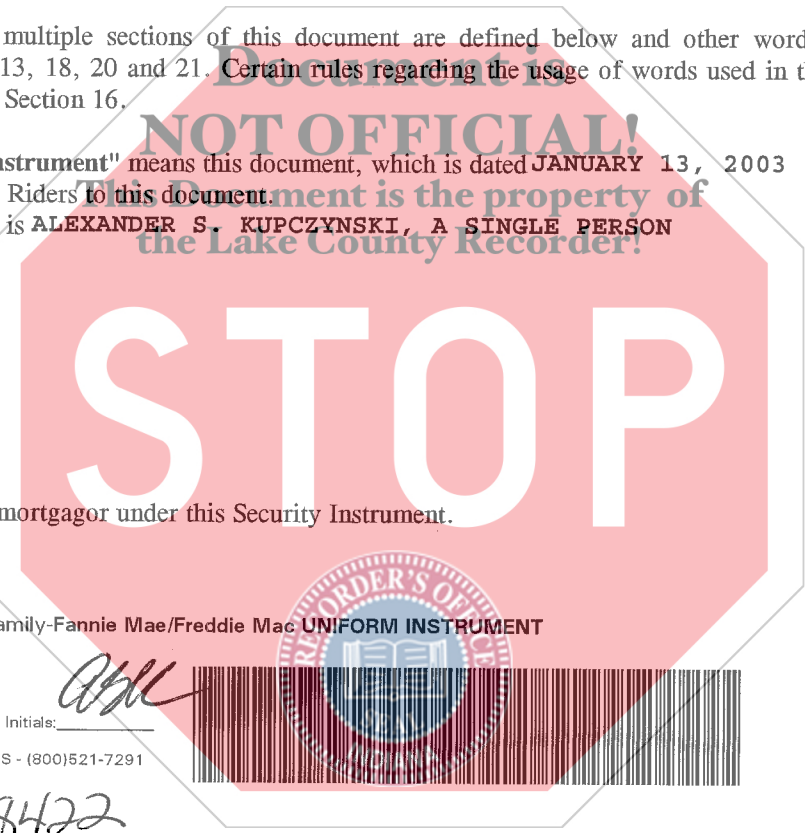 multiple sections of this document are defined below and other word
13, 18, 20 and 21. Certain rules regarding the usage of words used in t
Section 16.
Document is
NOT OFFICIAL!
This Document is the property of
the Lake County Recorder!
nstrument" means this document, which is dated JANUARY 13, 2003
Riders to this document.
is ALEXANDER S. KUPCZYNSKI, A SINGLE PERSON
STOP
mortgagor under this Security Instrument.
amily-Fannie Mae/Freddie Mac UNIFORM INSTRUMENT
RECORDER'S OFFICE
SEAL
INDIANA
Initials:
S - (800)521-7291
8422